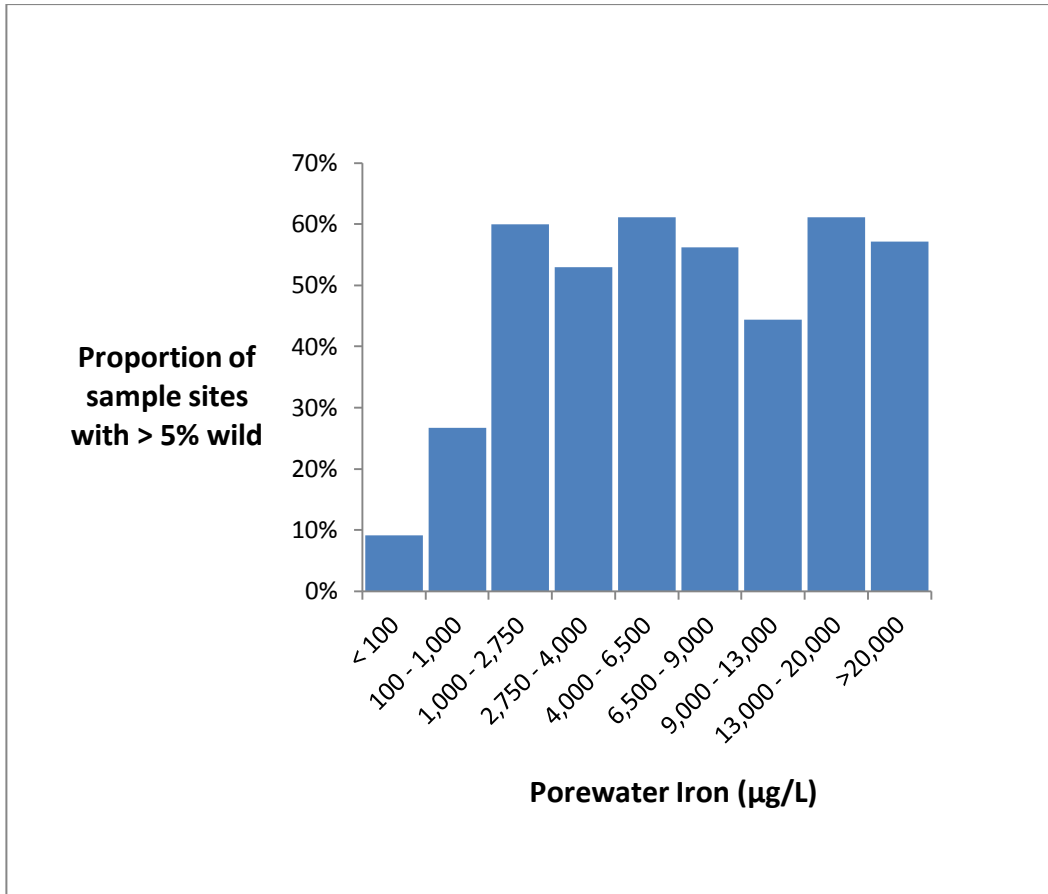 70%
60%
50%
40%
30%
20%
10%
0%
Proportion of
sample sites
with > 5% wild
< 100
100 - 1,000
1,000 - 2,750
2,750 - 4,000
4,000 - 6,500
6,500 - 9,000
9,000 - 13,000
13,000 - 20,000
>20,000
Porewater Iron (µg/L)